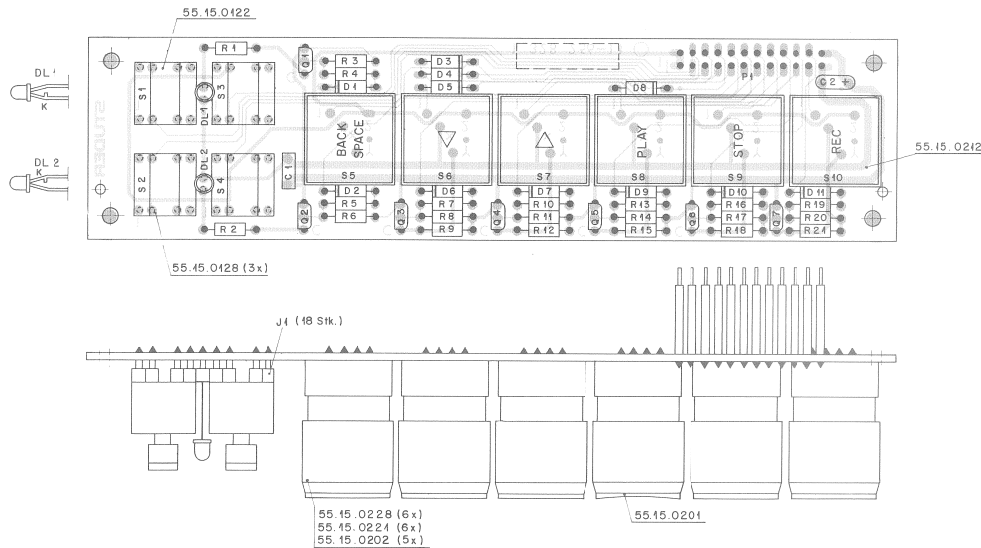 55.15.0122
DL1
K
DL2
K
S1
S3
DL1
DL2
S2
S4
STUDER
R1
R2
C1
Q1
R3
R4
D1
D3
D4
D5
D8
P1
C2 +
BACK SPACE
S5
▽
S6
△
S7
PLAY
S8
STOP
S9
REC
S10
55.15.0212
Q2
D2
R5
R6
Q3
D6
R7
R8
R9
Q4
D7
R10
R11
R12
Q5
D9
R13
R14
R15
Q6
D10
R16
R17
R18
Q7
D11
R19
R20
R21
55.15.0128 (3x)
J1 (18 Stk.)
55.15.0228 (6x)
55.15.0221 (6x)
55.15.0202 (5x)
55.15.0201